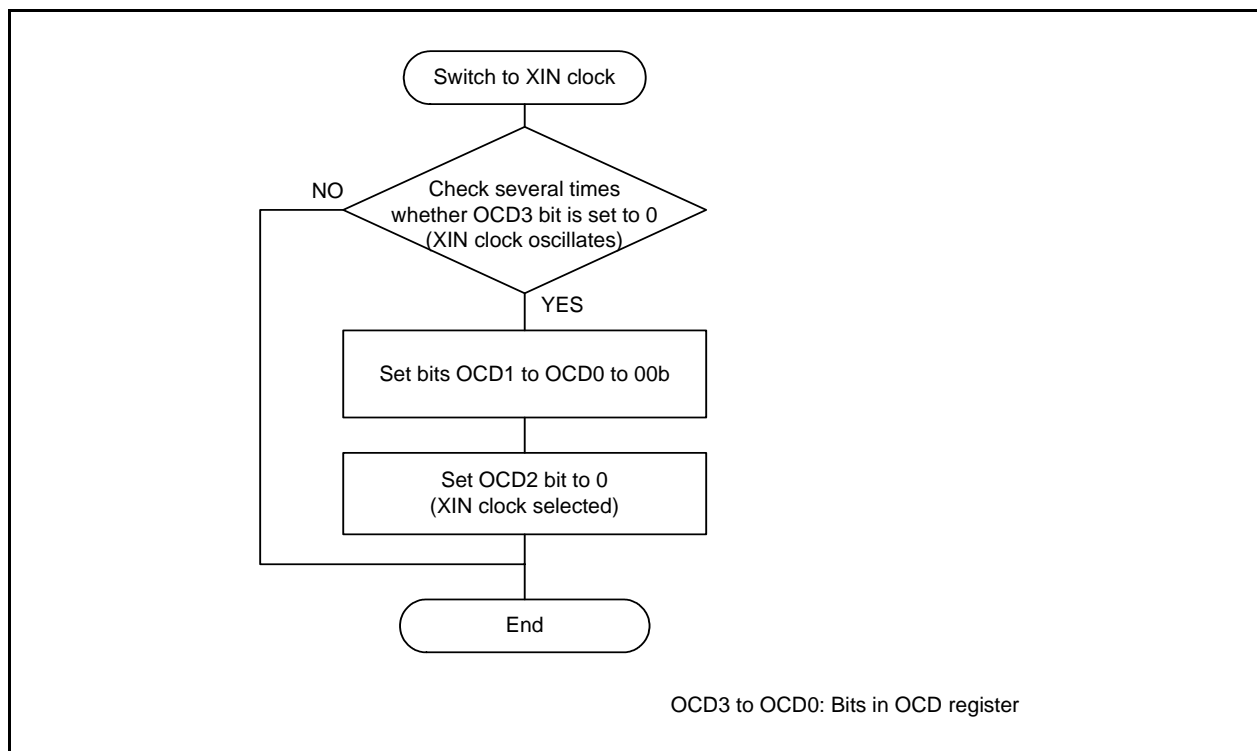 Switch to XIN clock
NO
Check several times
whether OCD3 bit is set to 0
(XIN clock oscillates)
YES
Set bits OCD1 to OCD0 to 00b
Set OCD2 bit to 0
(XIN clock selected)
End
OCD3 to OCD0: Bits in OCD register